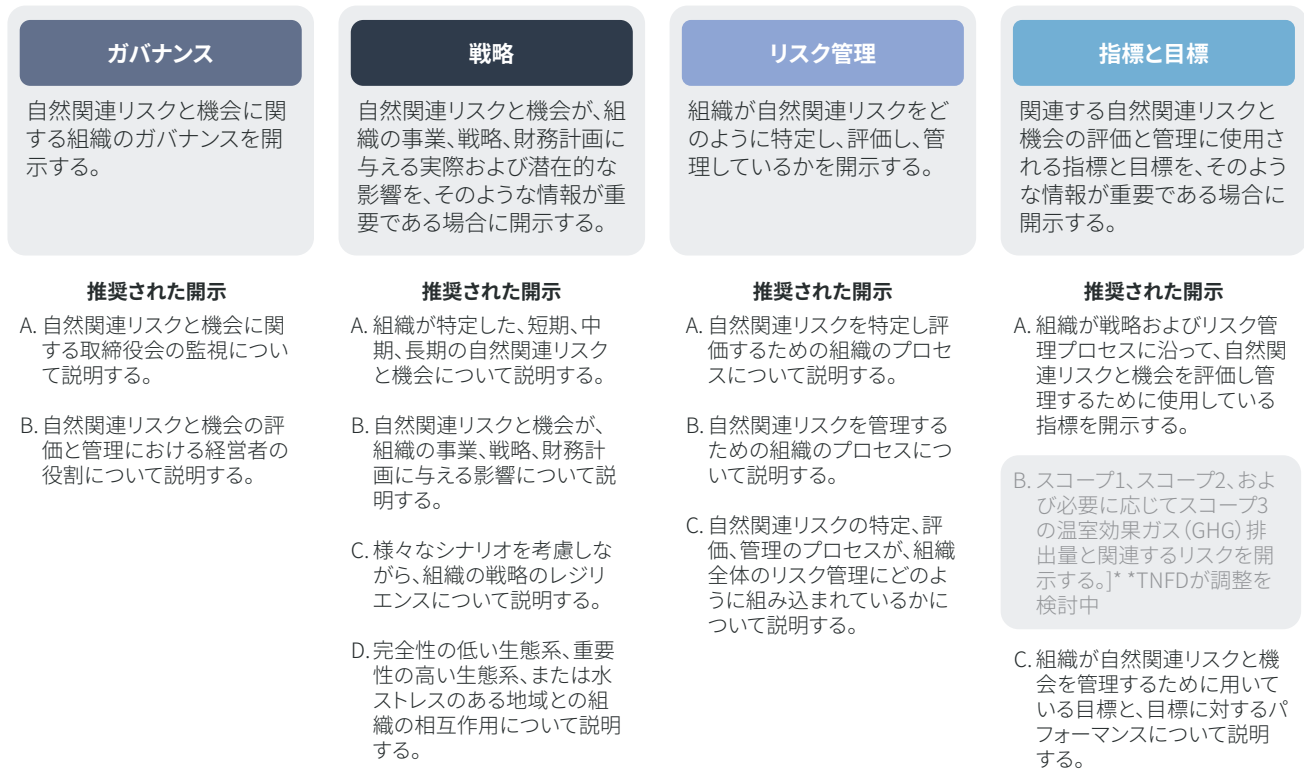 ガバナンス
自然関連リスクと機会に関
する組織のガバナンスを開
示する。
推奨された開示
A. 自然関連リスクと機会に関
する取締役会の監視につい
て説明する。
B. 自然関連リスクと機会の評
価と管理における経営者の
役割について説明する。
戦略
自然関連リスクと機会が、組
織の事業、戦略、財務計画に
与える実際および潜在的な
影響を、そのような情報が重
要である場合に開示する。
推奨された開示
A. 組織が特定した、短期、中
期、長期の自然関連リスク
と機会について説明する。
B. 自然関連リスクと機会が、
組織の事業、戦略、財務計
画に与える影響について説
明する。
C. 様々なシナリオを考慮しな
がら、組織の戦略のレジリ
エンスについて説明する。
D. 完全性の低い生態系、重要
性の高い生態系、または水
ストレスのある地域との組
織の相互作用について説明
する。
リスク管理
組織が自然関連リスクをど
のように特定し、評価し、管
理しているかを開示する。
推奨された開示
A. 自然関連リスクを特定し評
価するための組織のプロセ
スについて説明する。
B. 自然関連リスクを管理する
ための組織のプロセスにつ
いて説明する。
C. 自然関連リスクの特定、評
価、管理のプロセスが、組織
全体のリスク管理にどのよ
うに組み込まれているかに
ついて説明する。
指標と目標
関連する自然関連リスクと
機会の評価と管理に使用さ
れる指標と目標を、そのよう
な情報が重要である場合に
開示する。
推奨された開示
A. 組織が戦略およびリスク管
理プロセスに沿って、自然関
連リスクと機会を評価し管
理するために使用している
指標を開示する。
B. スコープ1、スコープ2、およ
び必要に応じてスコープ3
の温室効果ガス(GHG)排
出量と関連するリスクを開
示する。]* *TNFDが調整を
検討中
C. 組織が自然関連リスクと機
会を管理するために用いて
いる目標と、目標に対するパ
フォーマンスについて説明
する。